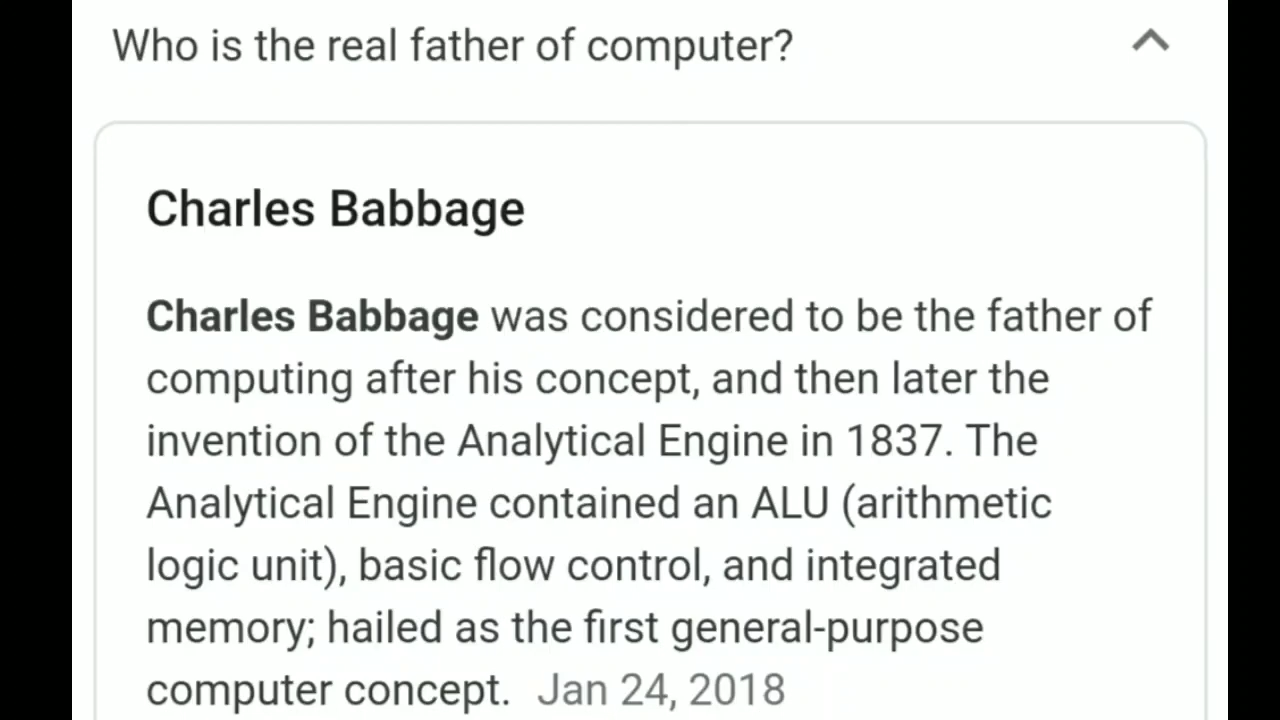 Who is the real father of computer?
Charles Babbage
Charles Babbage was considered to be the father of
computing after his concept, and then later the
invention of the Analytical Engine in 1837. The
Analytical Engine contained an ALU (arithmetic
logic unit), basic flow control, and integrated
memory; hailed as the first general-purpose
computer concept. Jan 24, 2018